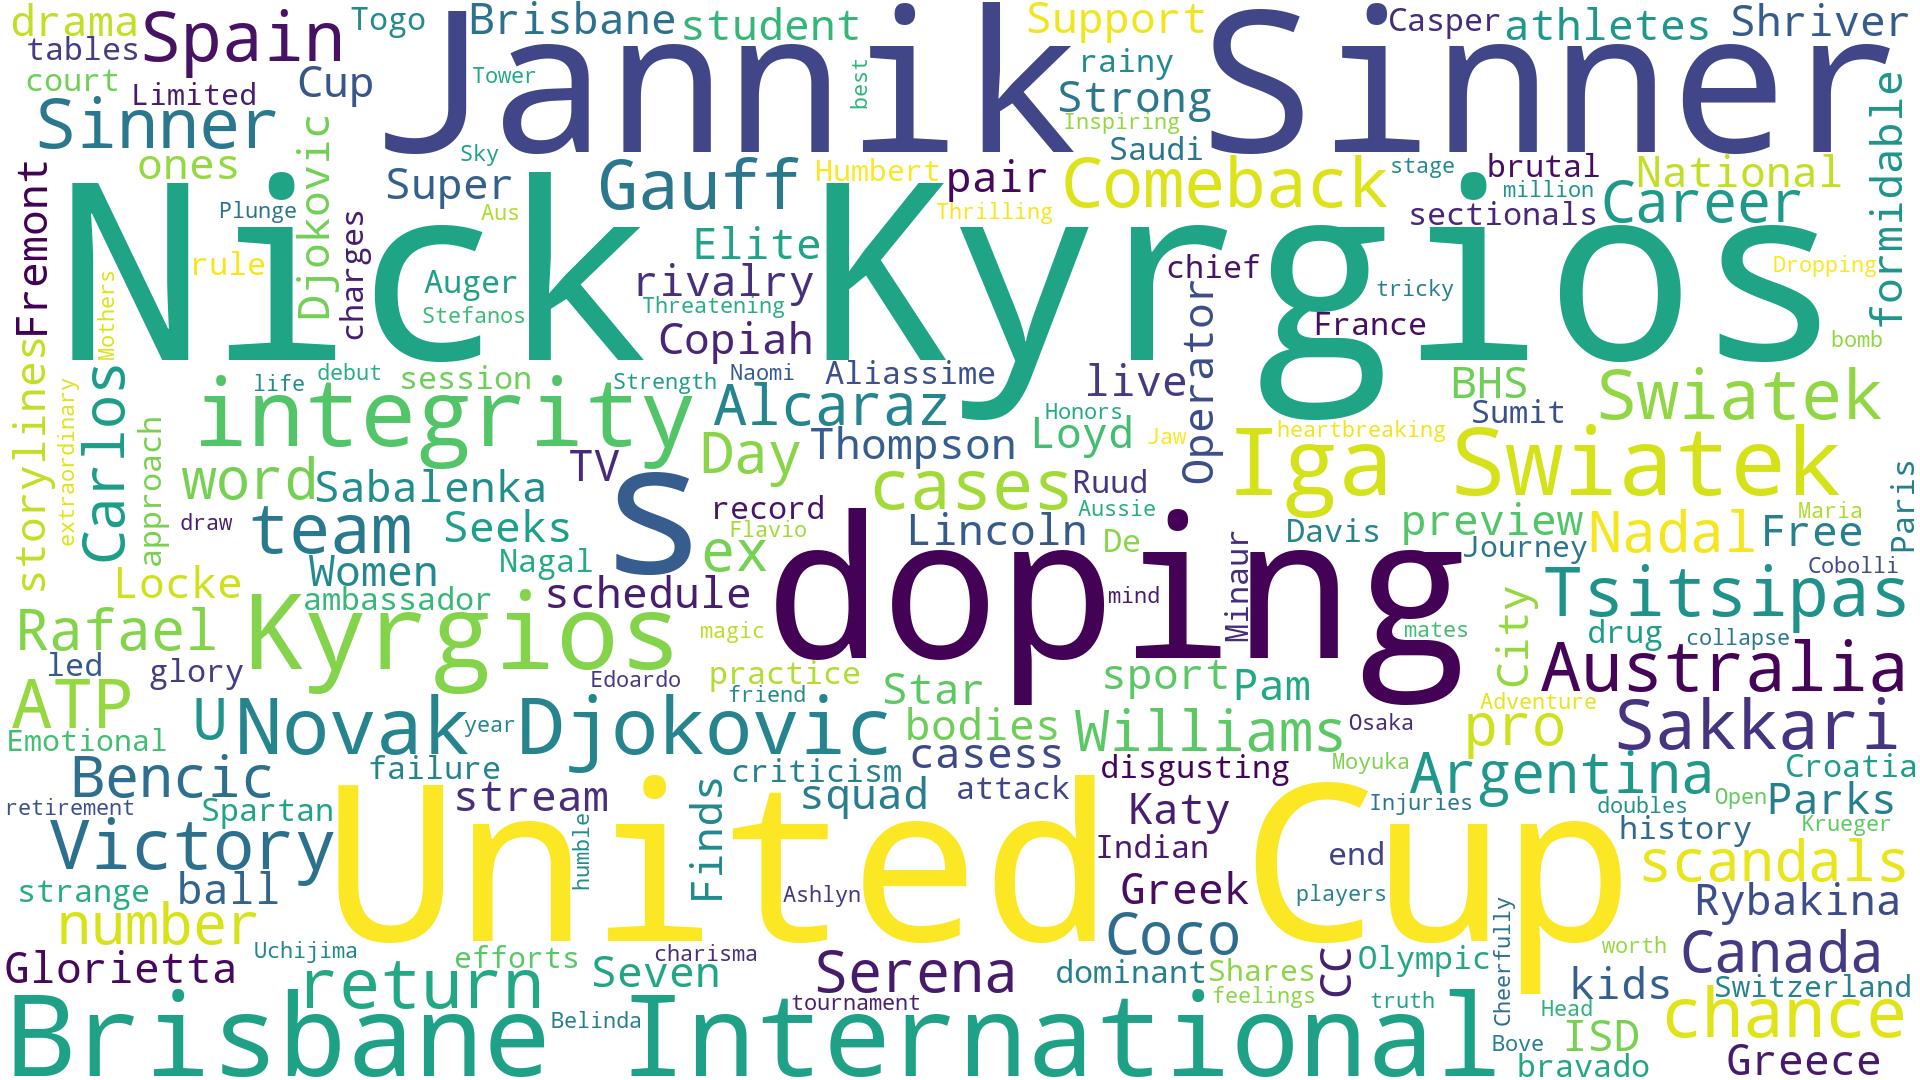 drama
Spain
Togo
Brisbane
student
Jannik Sinner
Support
Casper
athletes
Shriver
tables
court
Limited
Cup
Tower
best
rainy
Strong
Inspiring
Saudi
formidable
Sinner
Djokovic
ones
Sky
Super
Gauff
Humbert
pair
Comeback
stage
brutal
National
million
Fremont
Plunge
charges
Aus
Thrilling
sectionals
Career
Nick Kyrgios
rule
Mothers
Auger
Stefanos
Elite
rivalry
Threatening
Copiah
chief
Operator
tricky
France
Dropping
bomb
storylines
extraordinary
Carlos
approach
life
debut
session
Strength
Naomi
Aliassime
live
BHS
Sumit
Swiatek
integrity
Alcaraz
Honors
Loyd
Jaw
heartbreaking
word
Sabalenka
TV
Day
Thompson
cases
Ruud
Iga Swiatek
draw
team
Seeks
s
record
Flavio
Aussie
Lincoln
De
Davis
preview
Nadal
Maria
Free
Paris
Journey
Nagal
ex
Minaur
Women
Locke
ambassador
schedule
doping
mind
Cobolli
Tsitsipas
Rafael
Kyrgios
magic
mates
City
drug
collapse
led
glory
Edoardo
practice
friend
Star
sport
Pam
Australia
ATP
Emotional
U
Novak
year
Djokovic
bodies
Williams
Osaka
Adventure
pro
Sakkari
Bencic
failure
criticism
casess
disgusting
Moyuka
Argentina
Croatia
retirement
Spartan
stream
Finds
squad
attack
Katy
Injuries
doubles
Open
Parks
Victory
humble
United Cup
Indian
end
history
Krueger
strange
ball
Ashlyn
Greek
players
scandals
number
Coco
Cheerfully
Rybakina
Uchijima
efforts
charisma
worth
Glorietta
return
Seven
Serena
dominant
Shares
feelings
CC
Olympic
truth
kids
Canada
Switzerland
tournament
Brisbane International
Belinda
Head
Bove
ISD
chance
bravado
Greece